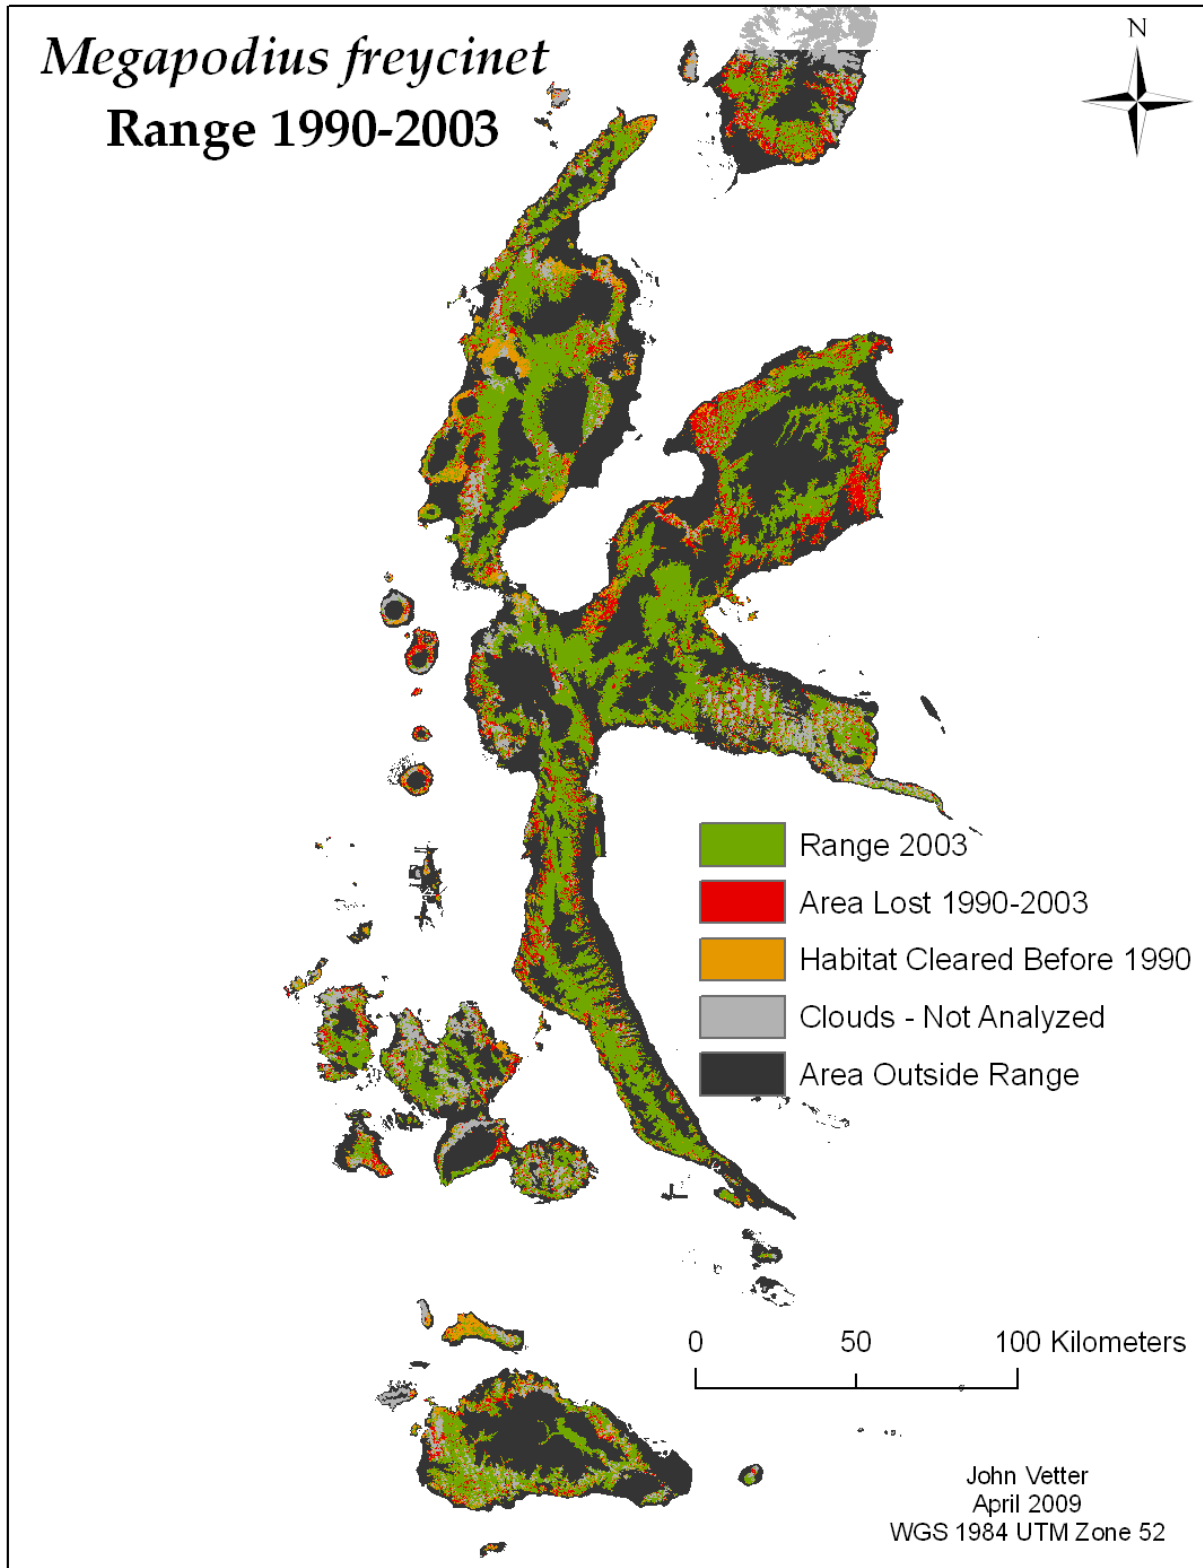 Megapodius freycinet
Range 1990-2003
N
Range 2003
Area Lost 1990-2003
Habitat Cleared Before 1990
Clouds - Not Analyzed
Area Outside Range
0 50 100 Kilometers
John Vetter
April 2009
WGS 1984 UTM Zone 52